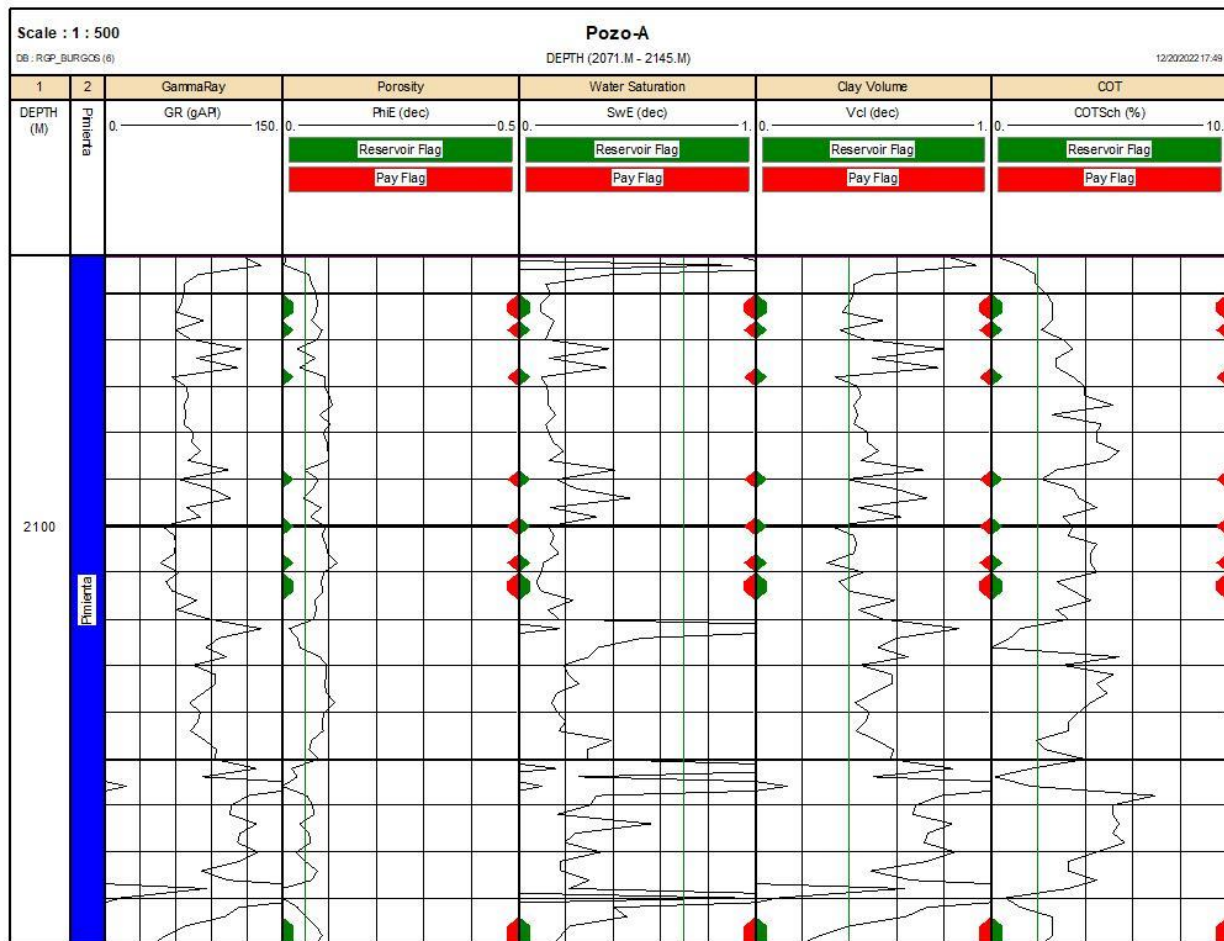 Scale : 1 : 500
Pozo-A
DB : RGP_BURGOS (6)
DEPTH (2071.M - 2145.M)
12/20/2022 17:49
1
2
GammaRay
Porosity
Water Saturation
Clay Volume
COT
DEPTH
(M)
Pimienta
GR (gAPI)
0.
150.
PhiE (dec)
0.
0.5
SwE (dec)
0.
1.
Vcl (dec)
0.
1.
COTSch (%)
0.
10.
Reservoir Flag
Reservoir Flag
Reservoir Flag
Reservoir Flag
Pay Flag
Pay Flag
Pay Flag
Pay Flag
2100
Pimienta